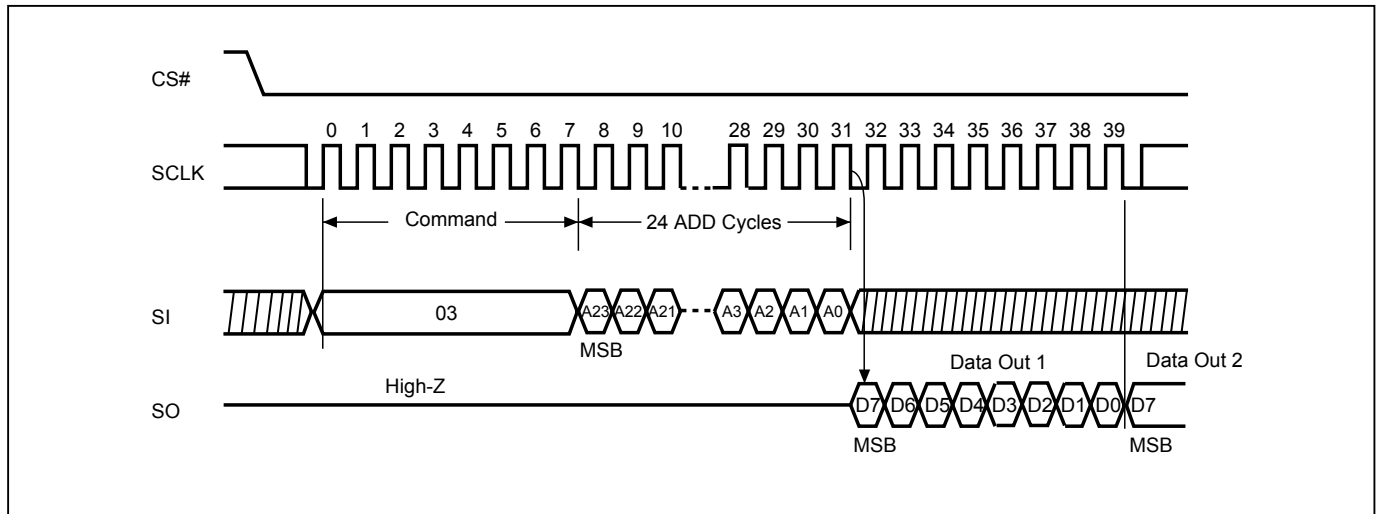 CS#
0 1 2 3 4 5 6 7 8 9 10 28 29 30 31 32 33 34 35 36 37 38 39
SCLK
Command 24 ADD Cycles
SI 03 A23 A22 A21 A3 A2 A1 A0
MSB
Data Out 1 Data Out 2
High-Z
SO D7 D6 D5 D4 D3 D2 D1 D0 D7
MSB MSB